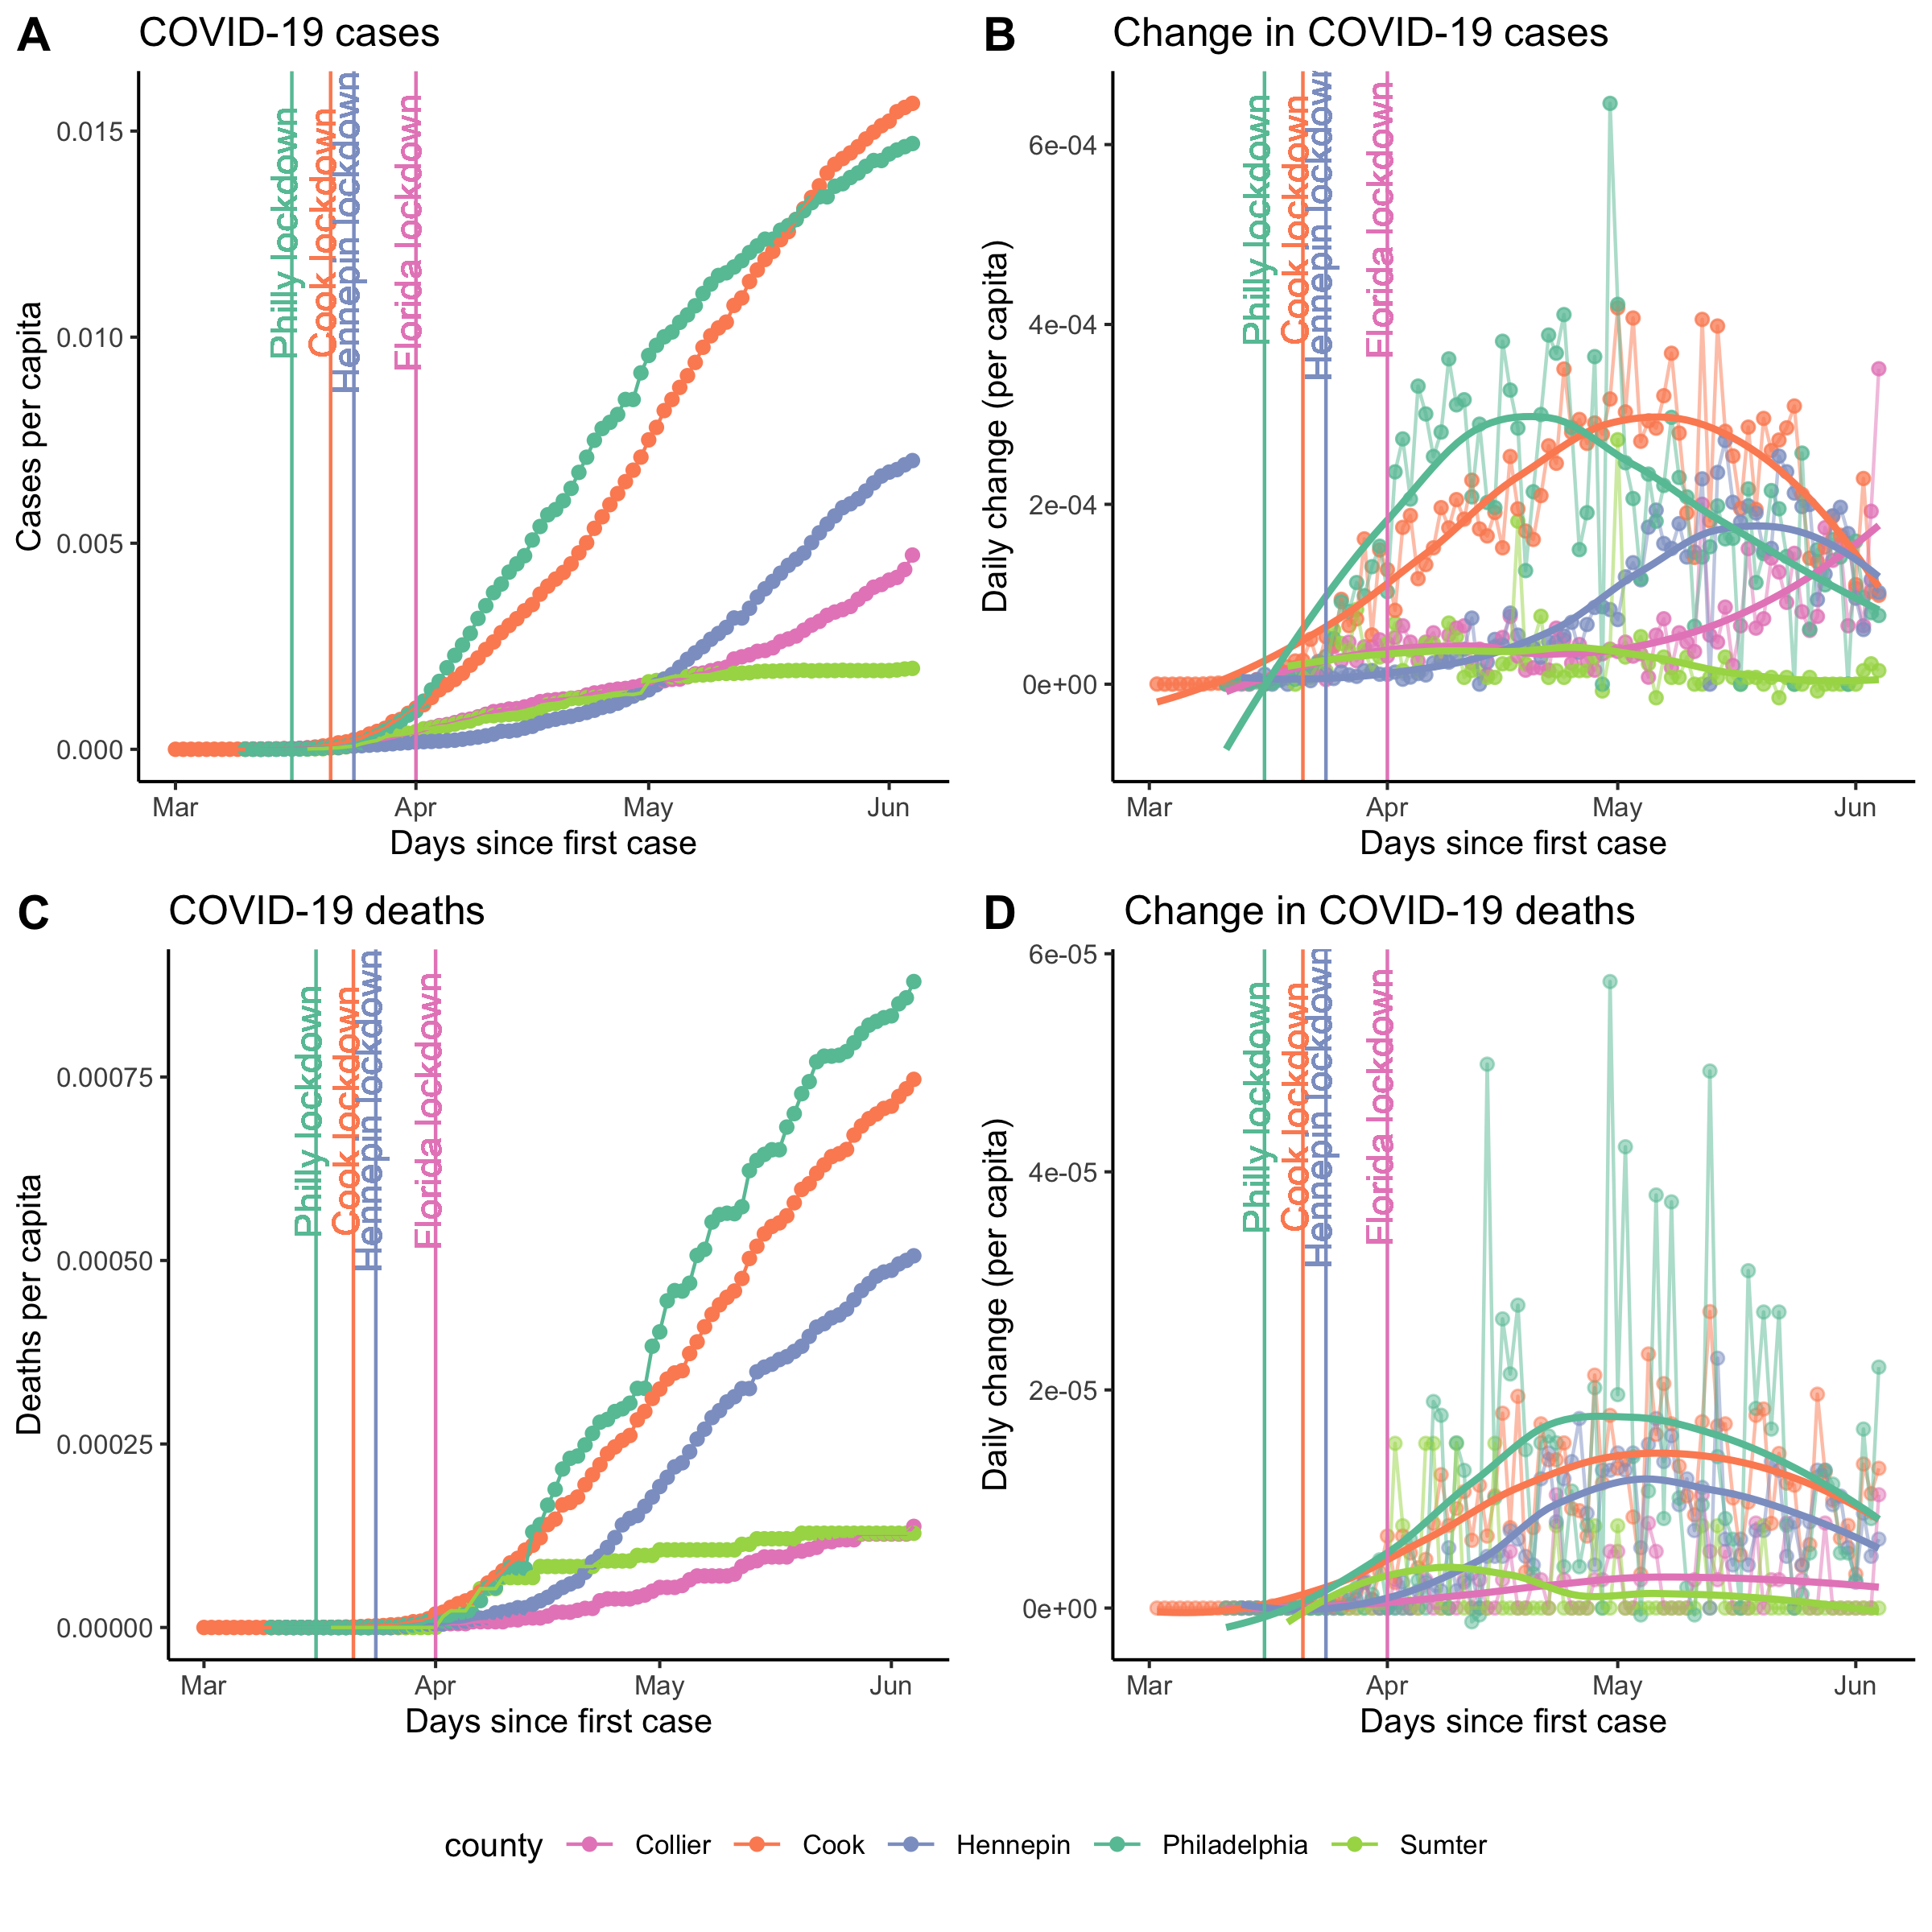 A
COVID-19 cases
Cases per capita
0.015
0.010
0.005
0.000
Philly lockdown
Cook lockdown
Hennepin lockdown
Florida lockdown
Mar
Apr
May
Jun
Days since first case
B
Change in COVID-19 cases
Daily change (per capita)
6e-04
4e-04
2e-04
0e+00
Philly lockdown
Cook lockdown
Hennepin lockdown
Florida lockdown
Mar
Apr
May
Jun
Days since first case
C
COVID-19 deaths
Deaths per capita
0.00075
0.00050
0.00025
0.00000
Philly lockdown
Cook lockdown
Hennepin lockdown
Florida lockdown
Mar
Apr
May
Jun
Days since first case
D
Change in COVID-19 deaths
Daily change (per capita)
6e-05
4e-05
2e-05
0e+00
Philly lockdown
Cook lockdown
Hennepin lockdown
Florida lockdown
Mar
Apr
May
Jun
Days since first case
county
Collier
Cook
Hennepin
Philadelphia
Sumter